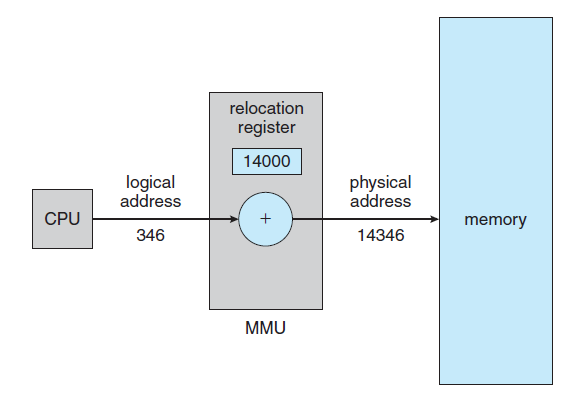 relocation
register
14000
logical
address
physical
address
CPU
+
memory
346
14346
MMU